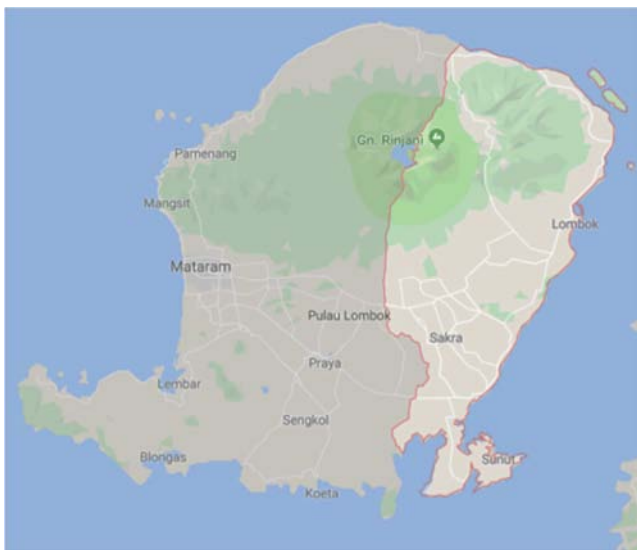 Gn. Rinjani
Pamenang
Mangsit
Lombok
Mataram
Pulau Lombok
Sakra
Praya
Lembar
Sengkol
Blongas
Sunut
Koeta